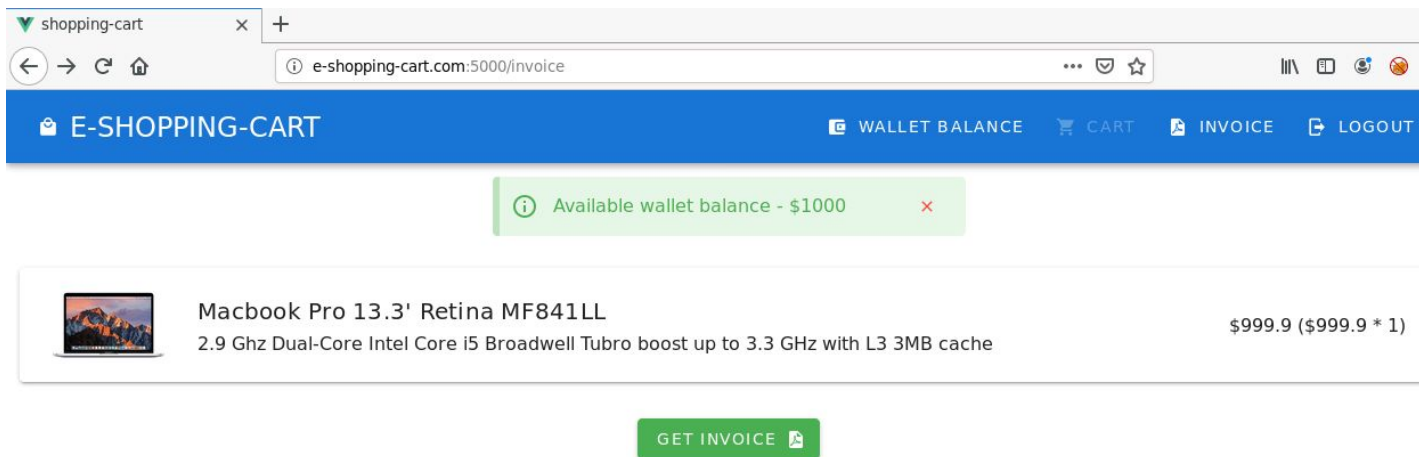 shopping-cart
e-shopping-cart.com:5000/invoice
E-SHOPPING-CART WALLET BALANCE CART INVOICE LOGOUT
Available wallet balance - $1000
Macbook Pro 13.3' Retina MF841LL
2.9 Ghz Dual-Core Intel Core i5 Broadwell Tubro boost up to 3.3 GHz with L3 3MB cache
$999.9 ($999.9 * 1)
GET INVOICE